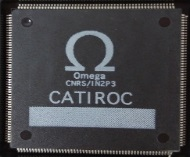 Ω
Omega
CNRS/IN2P3
CATIROC